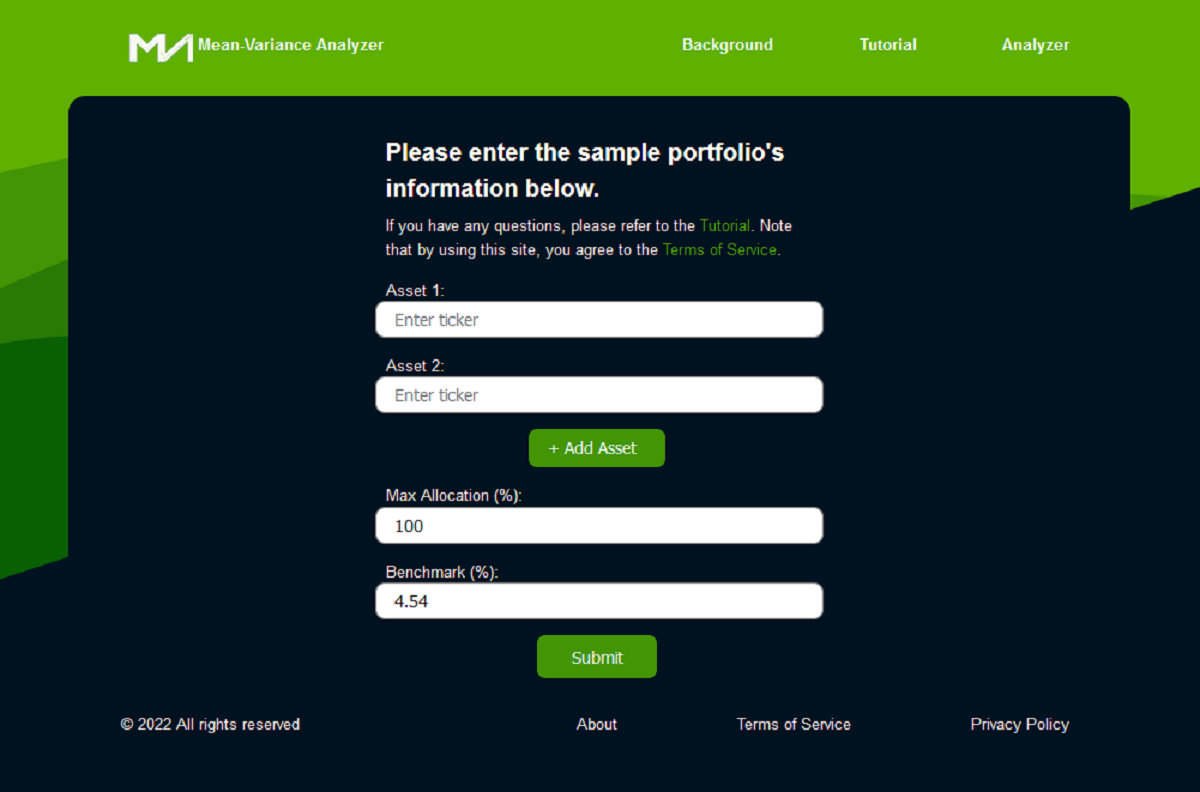 Mean-Variance Analyzer
Background
Tutorial
Analyzer
Please enter the sample portfolio's
information below.
If you have any questions, please refer to the Tutorial. Note
that by using this site, you agree to the Terms of Service.
Asset 1:
Enter ticker
Asset 2:
Enter ticker
+ Add Asset
Max Allocation (%):
100
Benchmark (%):
4.54
Submit
© 2022 All rights reserved
About
Terms of Service
Privacy Policy